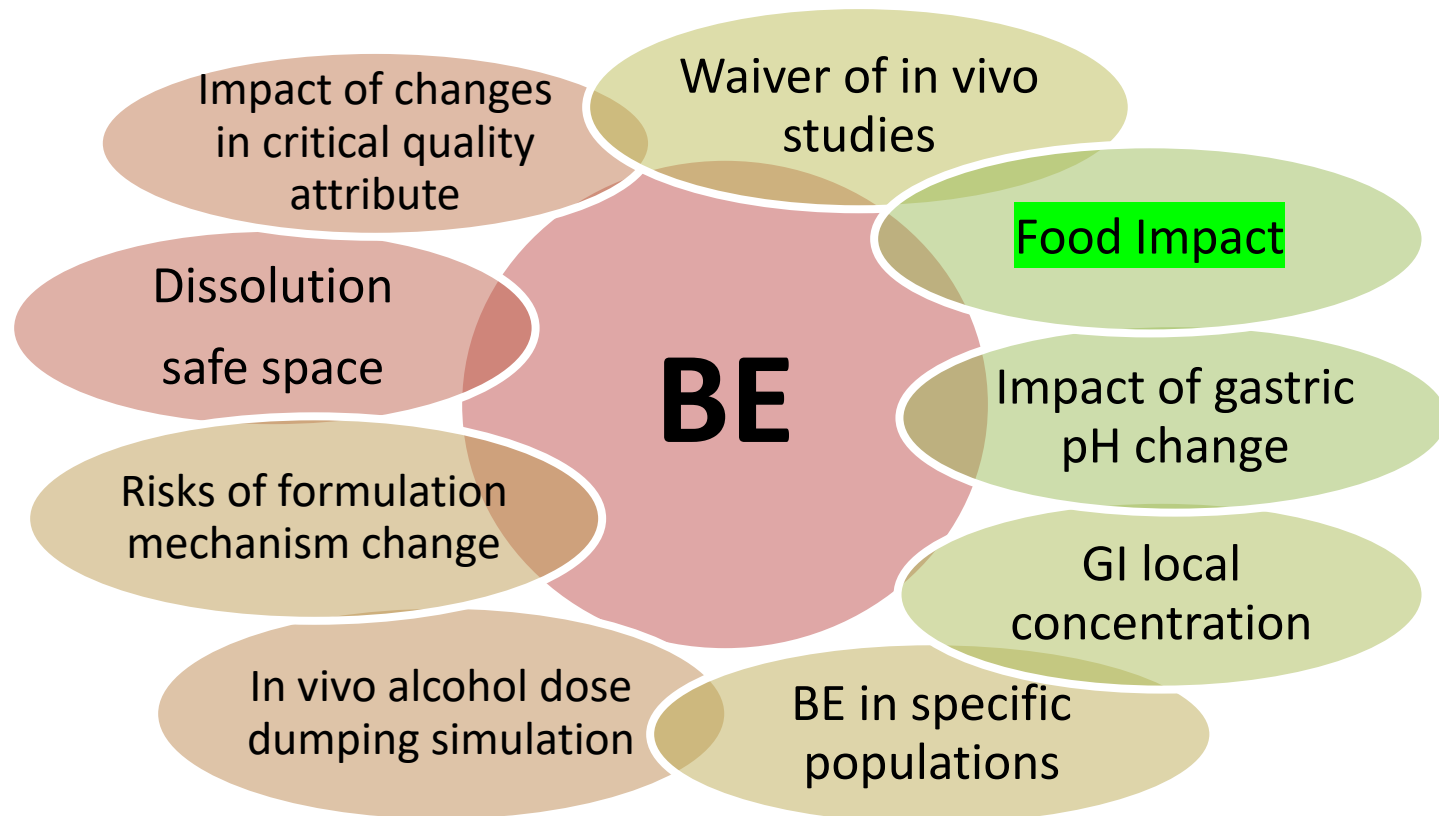 Impact of changes
in critical quality
attribute
Waiver of in vivo
studies
Food Impact
Dissolution
safe space
BE
Impact of gastric
pH change
Risks of formulation
mechanism change
GI local
concentration
In vivo alcohol dose
dumping simulation
BE in specific
populations